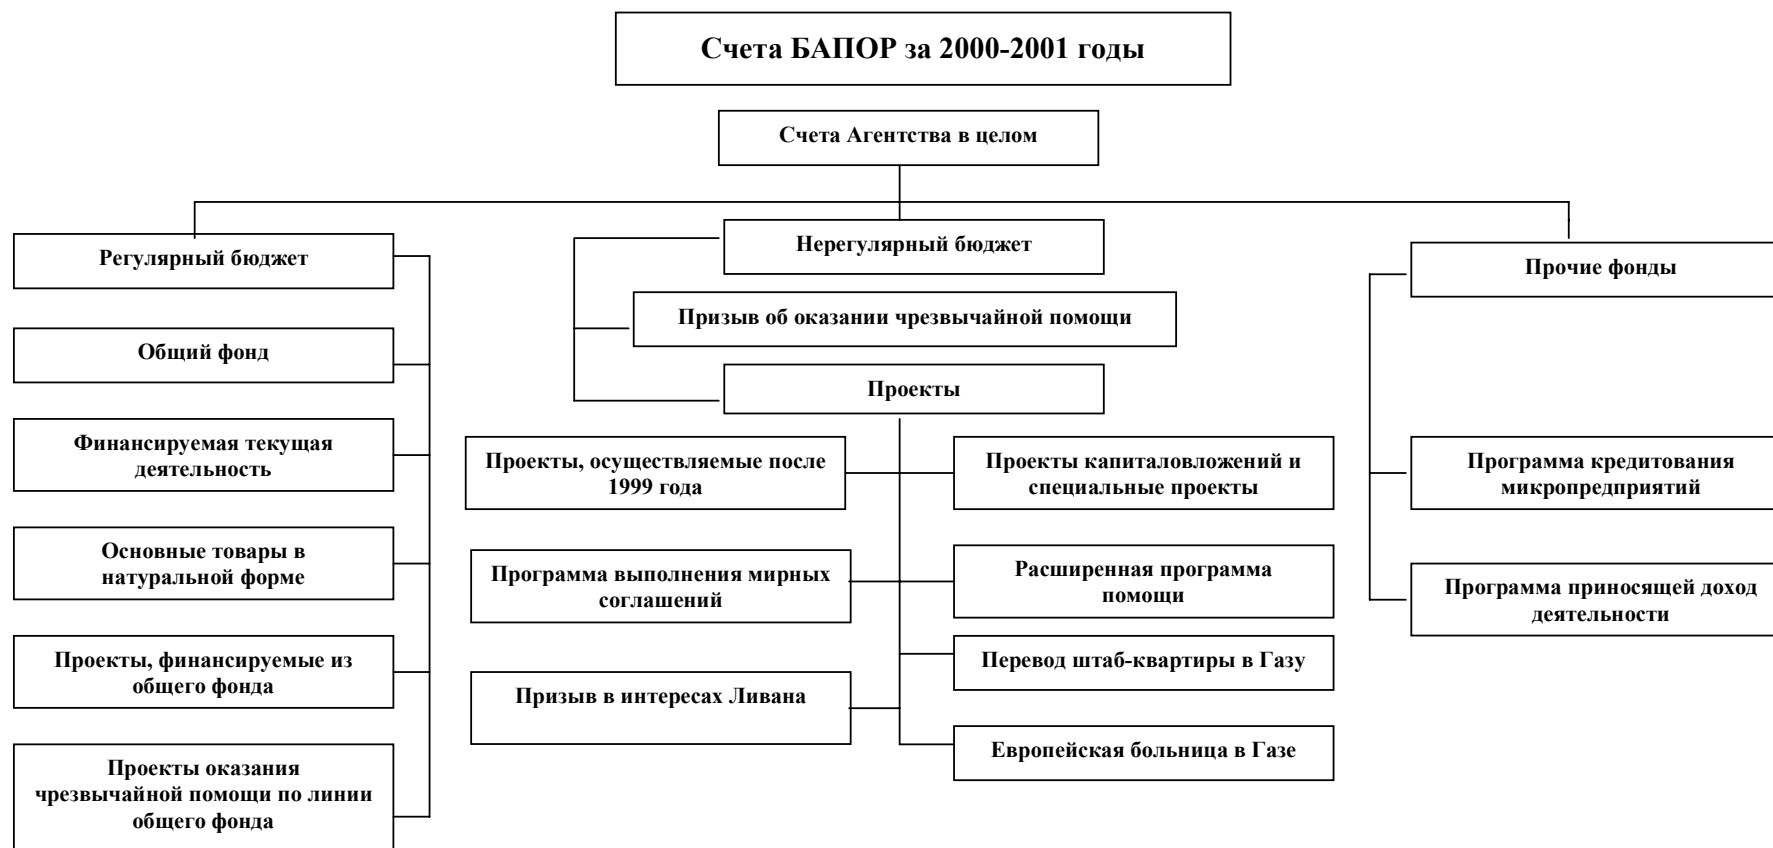 Счета БАПОР за 2000-2001 годы
Счета Агентства в целом
Регулярный бюджет
Общий фонд
Финансируемая текущая
деятельность
Основные товары в
натуральной форме
Проекты, финансируемые из
общего фонда
Проекты оказания
чрезвычайной помощи по линии
общего фонда
Нерегулярный бюджет
Призыв об оказании чрезвычайной помощи
Проекты
Проекты, осуществляемые после
1999 года
Программа выполнения мирных
соглашений
Призыв в интересах Ливана
Проекты капиталовложений и
специальные проекты
Расширенная программа
помощи
Перевод штаб-квартиры в Газу
Европейская больница в Газе
Прочие фонды
Программа кредитования
микропредприятий
Программа приносящей доход
деятельности